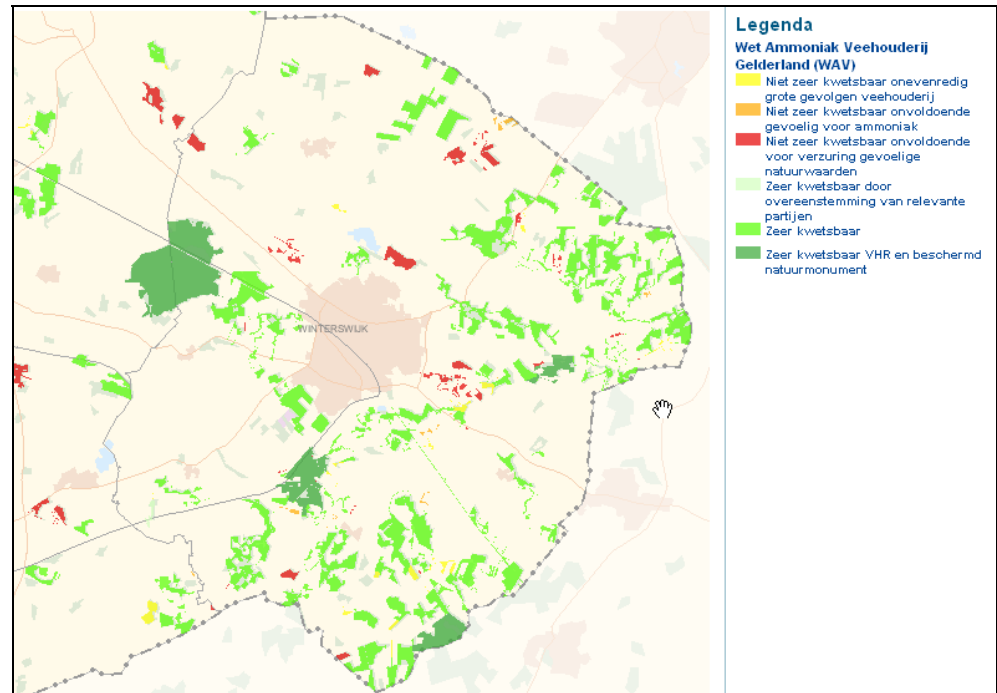 Legenda
Wet Ammoniak Veehouderij
Gelderland (WAV)
Niet zeer kwetsbaar onevenredig
grote gevolgen veehouderij
Niet zeer kwetsbaar onvoldoende
gevoelig voor ammoniak
Niet zeer kwetsbaar onvoldoende
voor verzuring gevoelige
natuurwaarden
Zeer kwetsbaar door
overeenstemming van relevante
partijen
Zeer kwetsbaar
Zeer kwetsbaar VHR en beschermd
natuurmonument
WINTERSWIJK